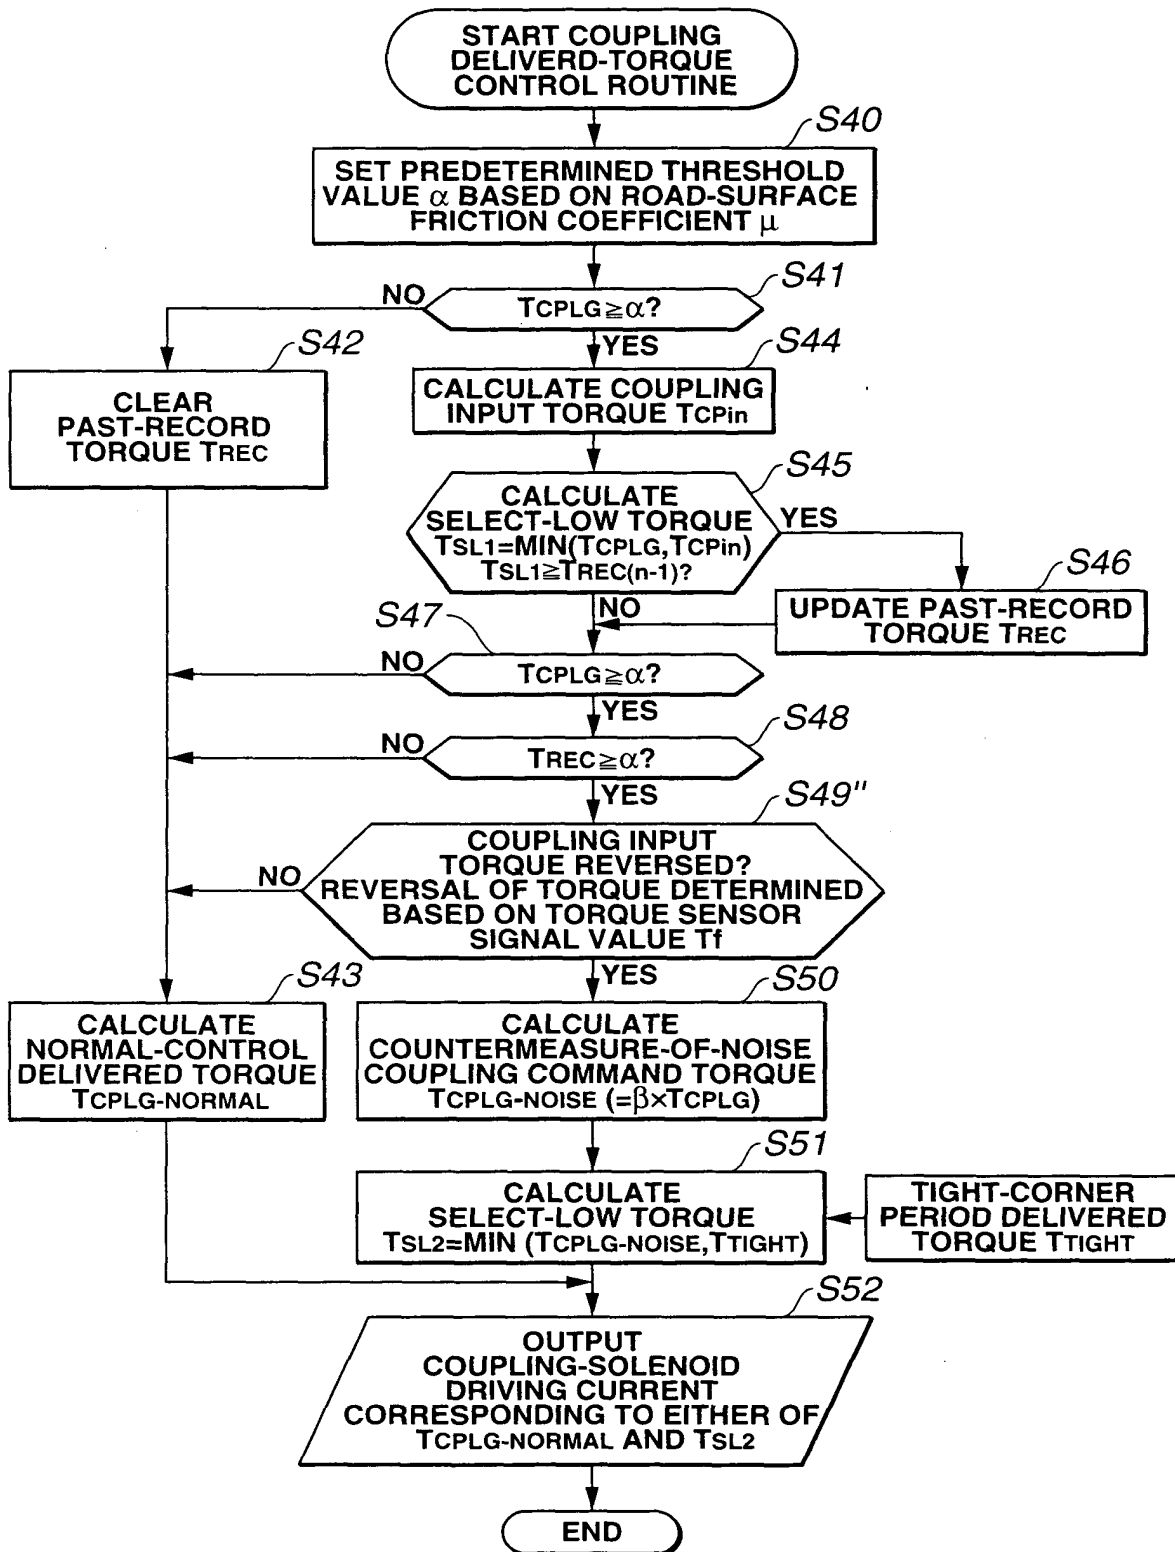 START COUPLING
DELIVERD-TORQUE
CONTROL ROUTINE
S40
SET PREDETERMINED THRESHOLD
VALUE α BASED ON ROAD-SURFACE
FRICTION COEFFICIENT μ
S41
NO
TCPLG≧α?
YES
S42
CLEAR
PAST-RECORD
TORQUE TREC
S44
CALCULATE COUPLING
INPUT TORQUE TCPin
S45
CALCULATE
SELECT-LOW TORQUE
TSL1=MIN(TCPLG,TCPin)
TSL1≧TREC(n-1)?
YES
NO
S46
UPDATE PAST-RECORD
TORQUE TREC
S47
NO
TCPLG≧α?
YES
S48
NO
TREC≧α?
YES
S49"
COUPLING INPUT
TORQUE REVERSED?
REVERSAL OF TORQUE DETERMINED
BASED ON TORQUE SENSOR
SIGNAL VALUE Tf
NO
YES
S43
CALCULATE
NORMAL-CONTROL
DELIVERED TORQUE
TCPLG-NORMAL
S50
CALCULATE
COUNTERMEASURE-OF-NOISE
COUPLING COMMAND TORQUE
TCPLG-NOISE (=β×TCPLG)
S51
CALCULATE
SELECT-LOW TORQUE
TSL2=MIN (TCPLG-NOISE,TTIGHT)
TIGHT-CORNER
PERIOD DELIVERED
TORQUE TTIGHT
S52
OUTPUT
COUPLING-SOLENOID
DRIVING CURRENT
CORRESPONDING TO EITHER OF
TCPLG-NORMAL AND TSL2
END